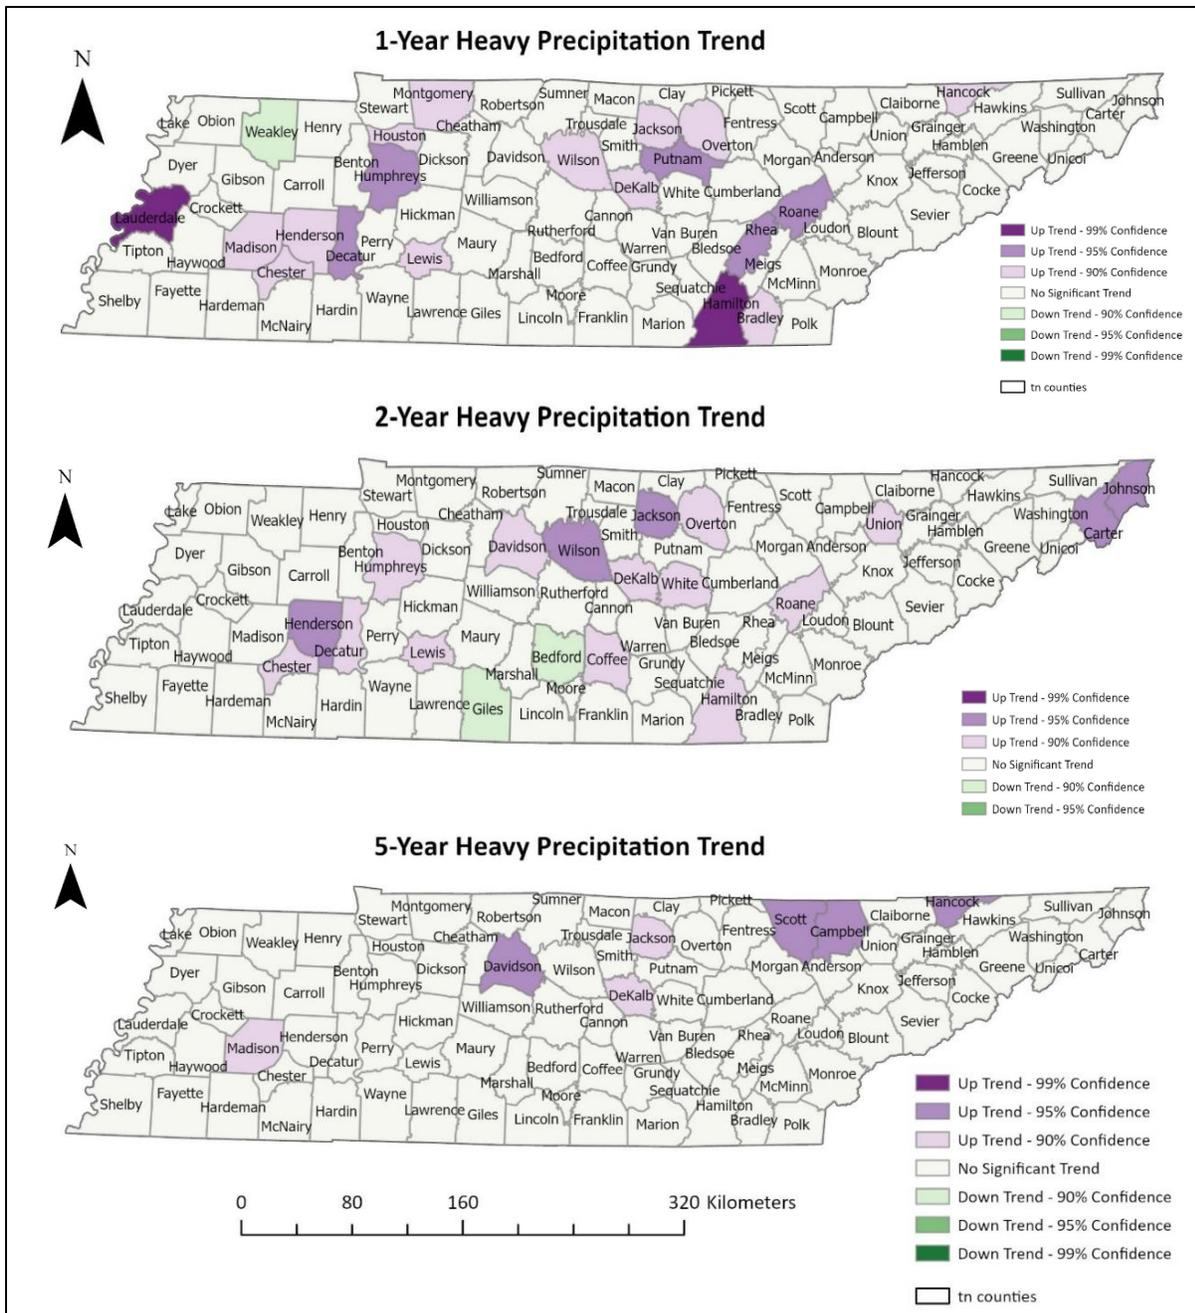 1-Year Heavy Precipitation Trend
N
Lake
Obion
Weakley
Henry
Stewart
Montgomery
Robertson
Sumner
Macon
Clay
Pickett
Scott
Campbell
Claiborne
Hancock
Hawkins
Sullivan
Johnson
Carter
Washington
Unicoi
Greene
Hamblen
Grainger
Union
Houston
Cheatham
Trousdale
Jackson
Overton
Fentress
Smith
Dyer
Gibson
Carroll
Benton
Humphreys
Dickson
Davidson
Wilson
Putnam
Morgan
Anderson
Knox
Jefferson
Cocke
DeKalb
White
Cumberland
Lauderdale
Crockett
Williamson
Rutherford
Cannon
Roane
Sevier
Tipton
Haywood
Madison
Henderson
Chester
Decatur
Perry
Hickman
Lewis
Maury
Bedford
Coffee
Warren
Van Buren
Bledsoe
Rhea
Loudon
Blount
Meigs
Monroe
McMinn
Marshall
Grundy
Sequatchie
Shelby
Fayette
Hardeman
McNairy
Hardin
Wayne
Lawrence
Giles
Moore
Lincoln
Franklin
Marion
Hamilton
Bradley
Polk
Up Trend - 99% Confidence
Up Trend - 95% Confidence
Up Trend - 90% Confidence
No Significant Trend
Down Trend - 90% Confidence
Down Trend - 95% Confidence
Down Trend - 99% Confidence
tn counties
2-Year Heavy Precipitation Trend
N
Lake
Obion
Weakley
Henry
Stewart
Montgomery
Robertson
Sumner
Macon
Clay
Pickett
Scott
Campbell
Claiborne
Hancock
Hawkins
Sullivan
Johnson
Carter
Washington
Unicoi
Greene
Hamblen
Grainger
Union
Houston
Cheatham
Trousdale
Jackson
Overton
Fentress
Smith
Dyer
Gibson
Carroll
Benton
Humphreys
Dickson
Davidson
Wilson
Putnam
Morgan
Anderson
Knox
Jefferson
Cocke
DeKalb
White
Cumberland
Lauderdale
Crockett
Williamson
Rutherford
Cannon
Roane
Sevier
Tipton
Haywood
Madison
Henderson
Chester
Decatur
Perry
Hickman
Lewis
Maury
Bedford
Coffee
Warren
Van Buren
Bledsoe
Rhea
Loudon
Blount
Meigs
Monroe
McMinn
Marshall
Grundy
Sequatchie
Shelby
Fayette
Hardeman
McNairy
Hardin
Wayne
Lawrence
Giles
Moore
Lincoln
Franklin
Marion
Hamilton
Bradley
Polk
Up Trend - 99% Confidence
Up Trend - 95% Confidence
Up Trend - 90% Confidence
No Significant Trend
Down Trend - 90% Confidence
Down Trend - 95% Confidence
5-Year Heavy Precipitation Trend
N
Lake
Obion
Weakley
Henry
Stewart
Montgomery
Robertson
Sumner
Macon
Clay
Pickett
Scott
Campbell
Claiborne
Hancock
Hawkins
Sullivan
Johnson
Carter
Washington
Unicoi
Greene
Hamblen
Grainger
Union
Houston
Cheatham
Trousdale
Jackson
Overton
Fentress
Smith
Dyer
Gibson
Carroll
Benton
Humphreys
Dickson
Davidson
Wilson
Putnam
Morgan
Anderson
Knox
Jefferson
Cocke
DeKalb
White
Cumberland
Lauderdale
Crockett
Williamson
Rutherford
Cannon
Roane
Sevier
Tipton
Haywood
Madison
Henderson
Chester
Decatur
Perry
Hickman
Lewis
Maury
Bedford
Coffee
Warren
Van Buren
Bledsoe
Rhea
Loudon
Blount
Meigs
Monroe
McMinn
Marshall
Grundy
Sequatchie
Shelby
Fayette
Hardeman
McNairy
Hardin
Wayne
Lawrence
Giles
Moore
Lincoln
Franklin
Marion
Hamilton
Bradley
Polk
Up Trend - 99% Confidence
Up Trend - 95% Confidence
Up Trend - 90% Confidence
No Significant Trend
Down Trend - 90% Confidence
Down Trend - 95% Confidence
Down Trend - 99% Confidence
tn counties
0 80 160 320 Kilometers